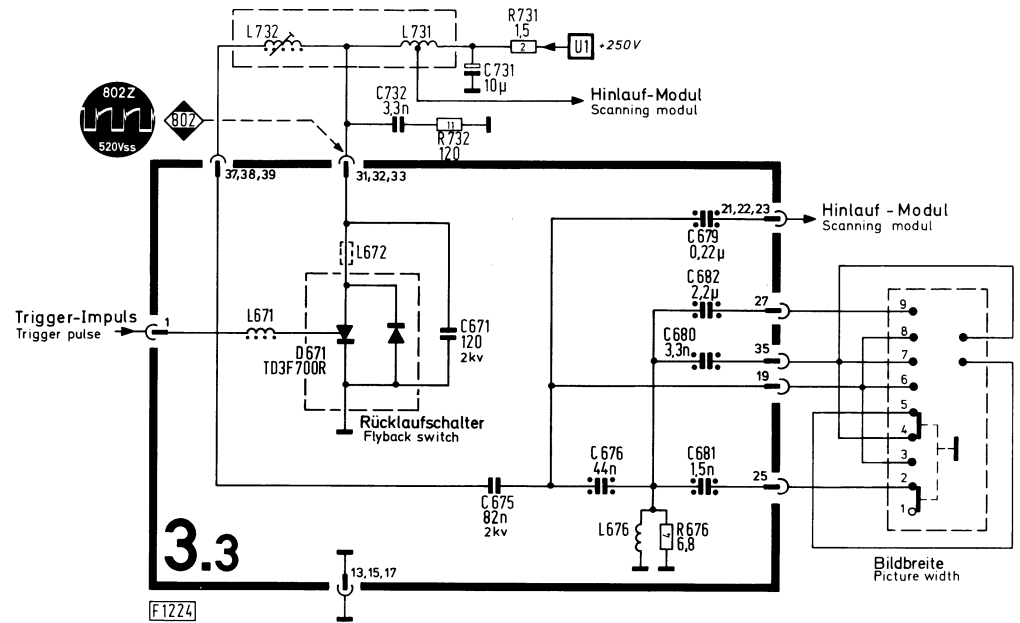 L732
L731
R731
1,5
2
U1
+250V
C731
10µ
Hinlauf-Modul
Scanning modul
802Z
520Vss
802
C732
3,3n
11
R732
120
37,38,39
31,32,33
21,22,23
Hinlauf - Modul
Scanning modul
C679
0,22µ
L672
C682
2,2µ
27
9
Trigger-Impuls
Trigger pulse
1
L671
D671
TD3F700R
C671
120
2kv
C680
3,3n
35
19
8
7
6
5
4
3
2
1
Rücklaufschalter
Flyback switch
C675
82n
2kv
C676
44n
C681
1,5n
25
L676
4
R676
6,8
3.3
13,15,17
Bildbreite
Picture width
F1224